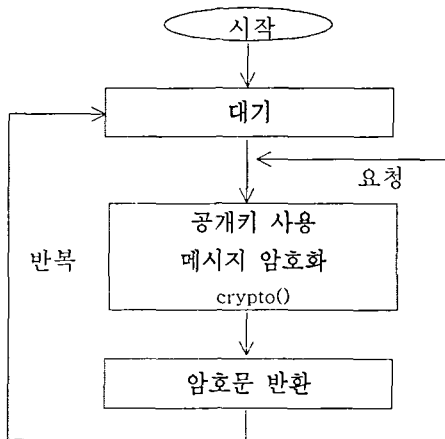 시작
대기
요청
공개키 사용
반복
메시지 암호화
crypto()
암호문 반환